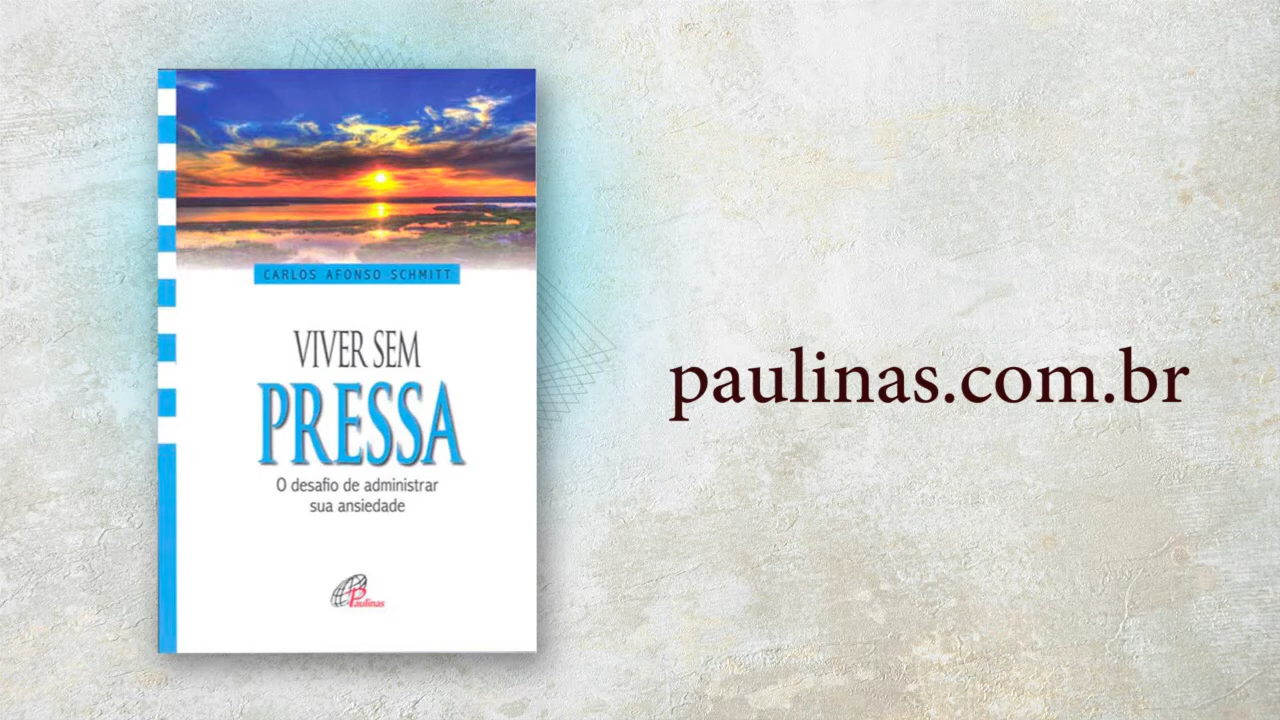 CARLOS AFONSO SCHMITT
VIVER SEM
PRESSA
O desafio de administrar
sua ansiedade
Paulinas
paulinas.com.br